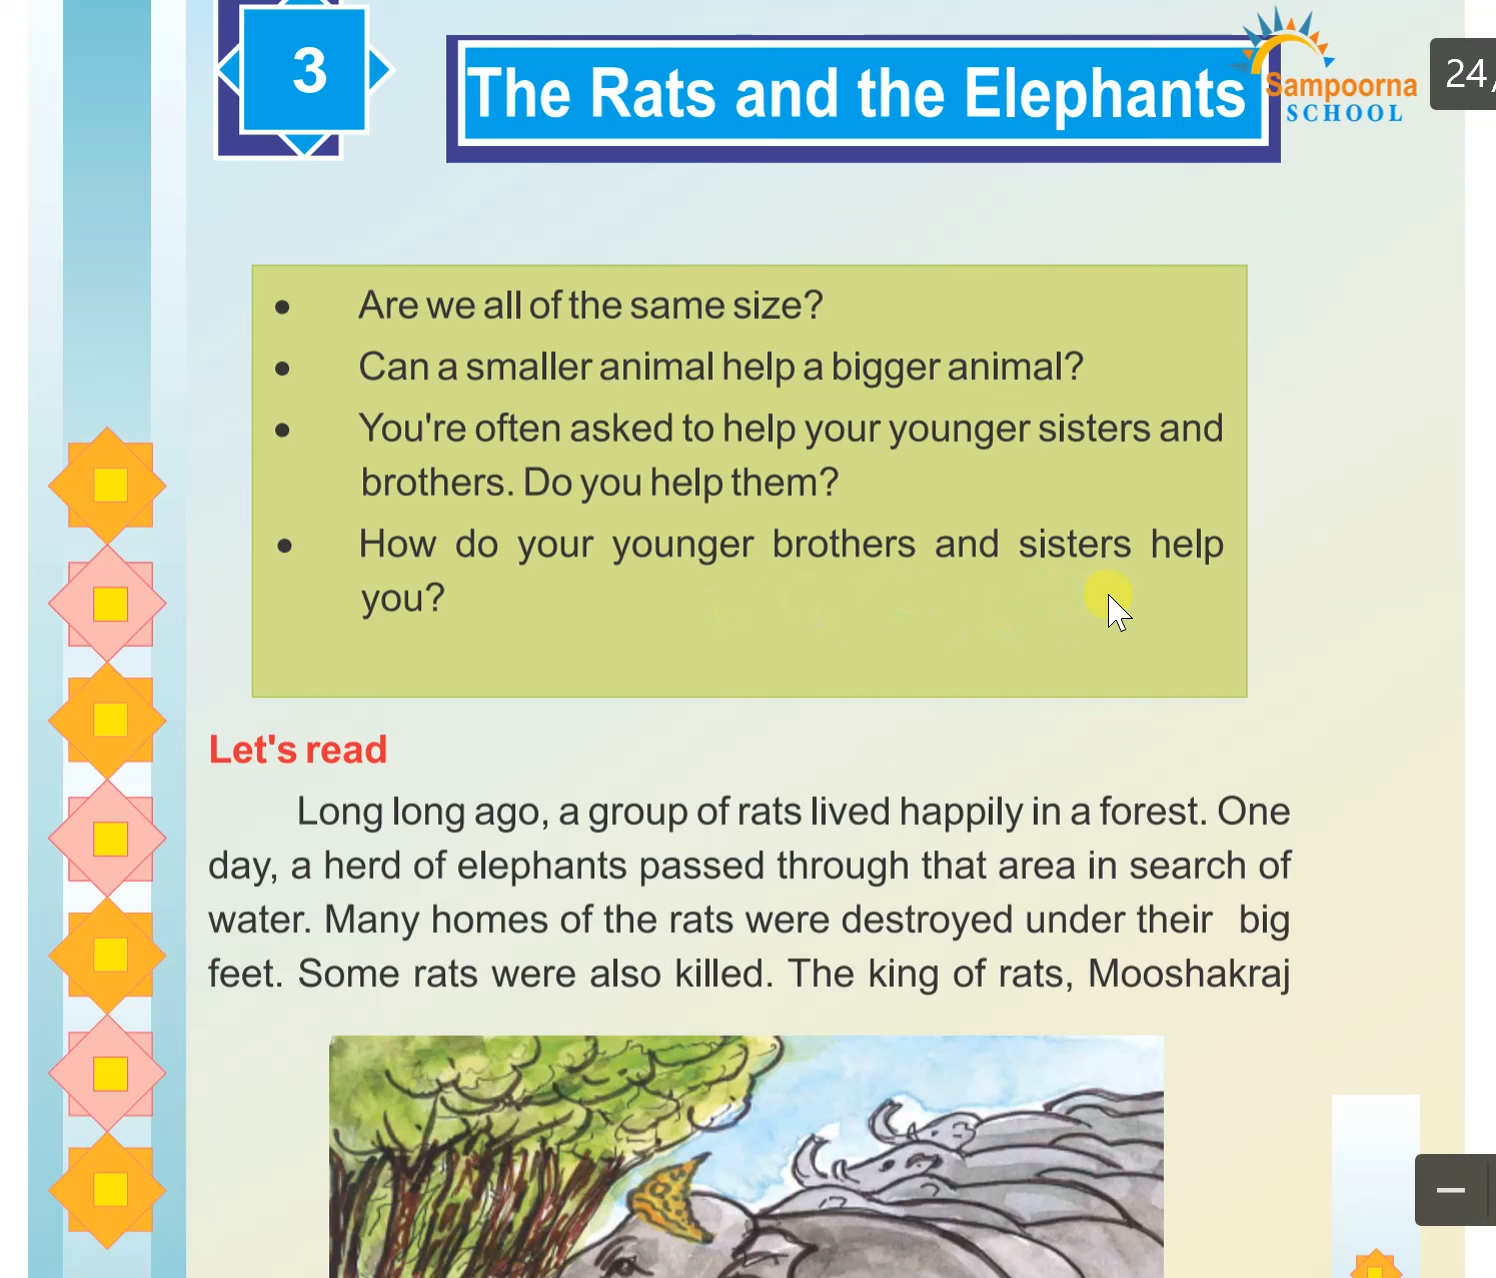 3
The Rats and the Elephants
Sampoorna
SCHOOL
24
• Are we all of the same size?
• Can a smaller animal help a bigger animal?
• You're often asked to help your younger sisters and
brothers. Do you help them?
• How do your younger brothers and sisters help
you?
Let's read
Long long ago, a group of rats lived happily in a forest. One
day, a herd of elephants passed through that area in search of
water. Many homes of the rats were destroyed under their big
feet. Some rats were also killed. The king of rats, Mooshakraj